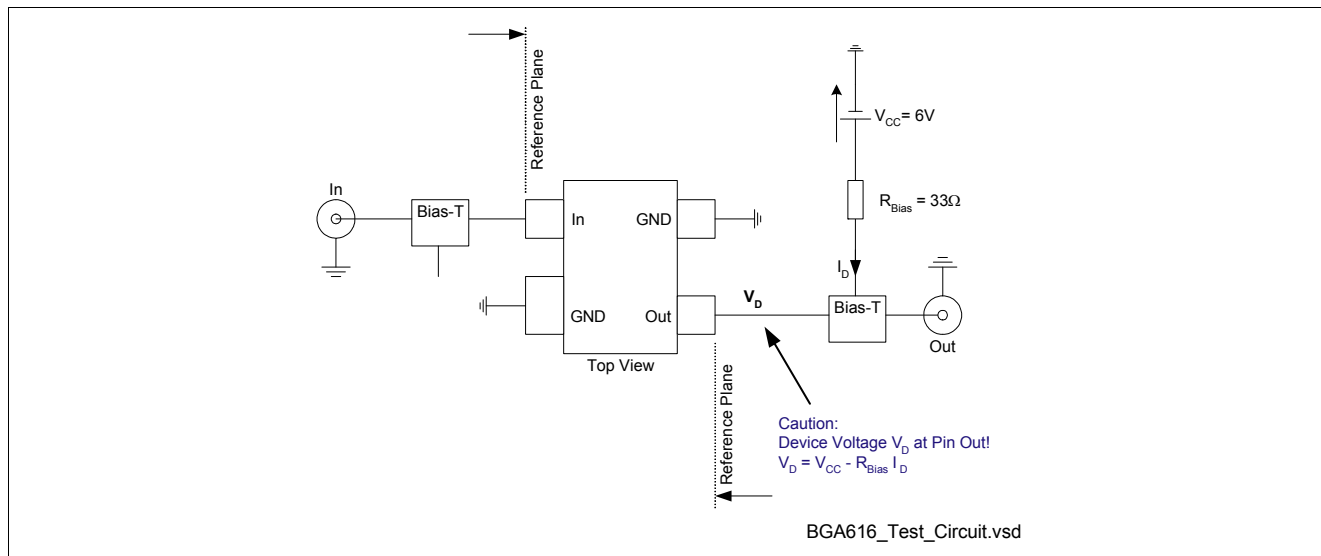 Reference Plane
V_CC = 6V
In
Bias-T
In
GND
R_Bias = 33Ω
I_D
GND
Out
V_D
Bias-T
Out
Top View
Reference Plane
Caution:
Device Voltage V_D at Pin Out!
V_D = V_CC - R_Bias I_D
BGA616_Test_Circuit.vsd